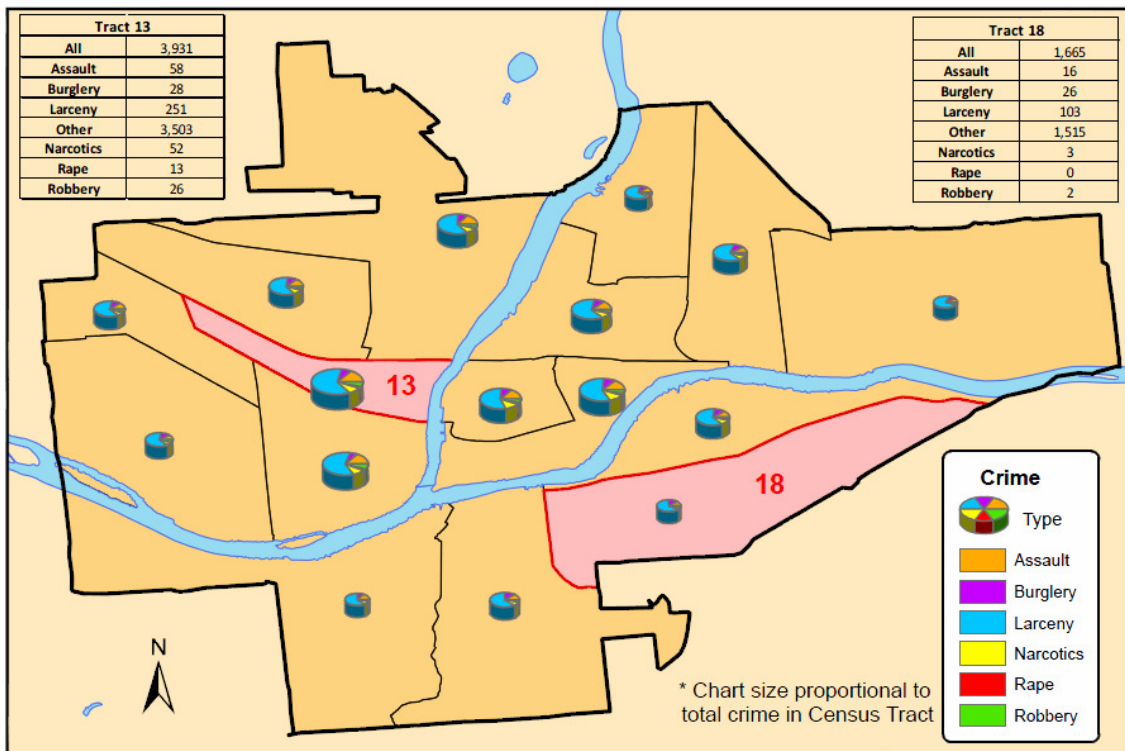 Tract 13
All 3,931
Assault 58
Burglery 28
Larceny 251
Other 3,503
Narcotics 52
Rape 13
Robbery 26
Tract 18
All 1,665
Assault 16
Burglery 26
Larceny 103
Other 1,515
Narcotics 3
Rape 0
Robbery 2
13
18
N
* Chart size proportional to
total crime in Census Tract
Crime
Type
Assault
Burglery
Larceny
Narcotics
Rape
Robbery